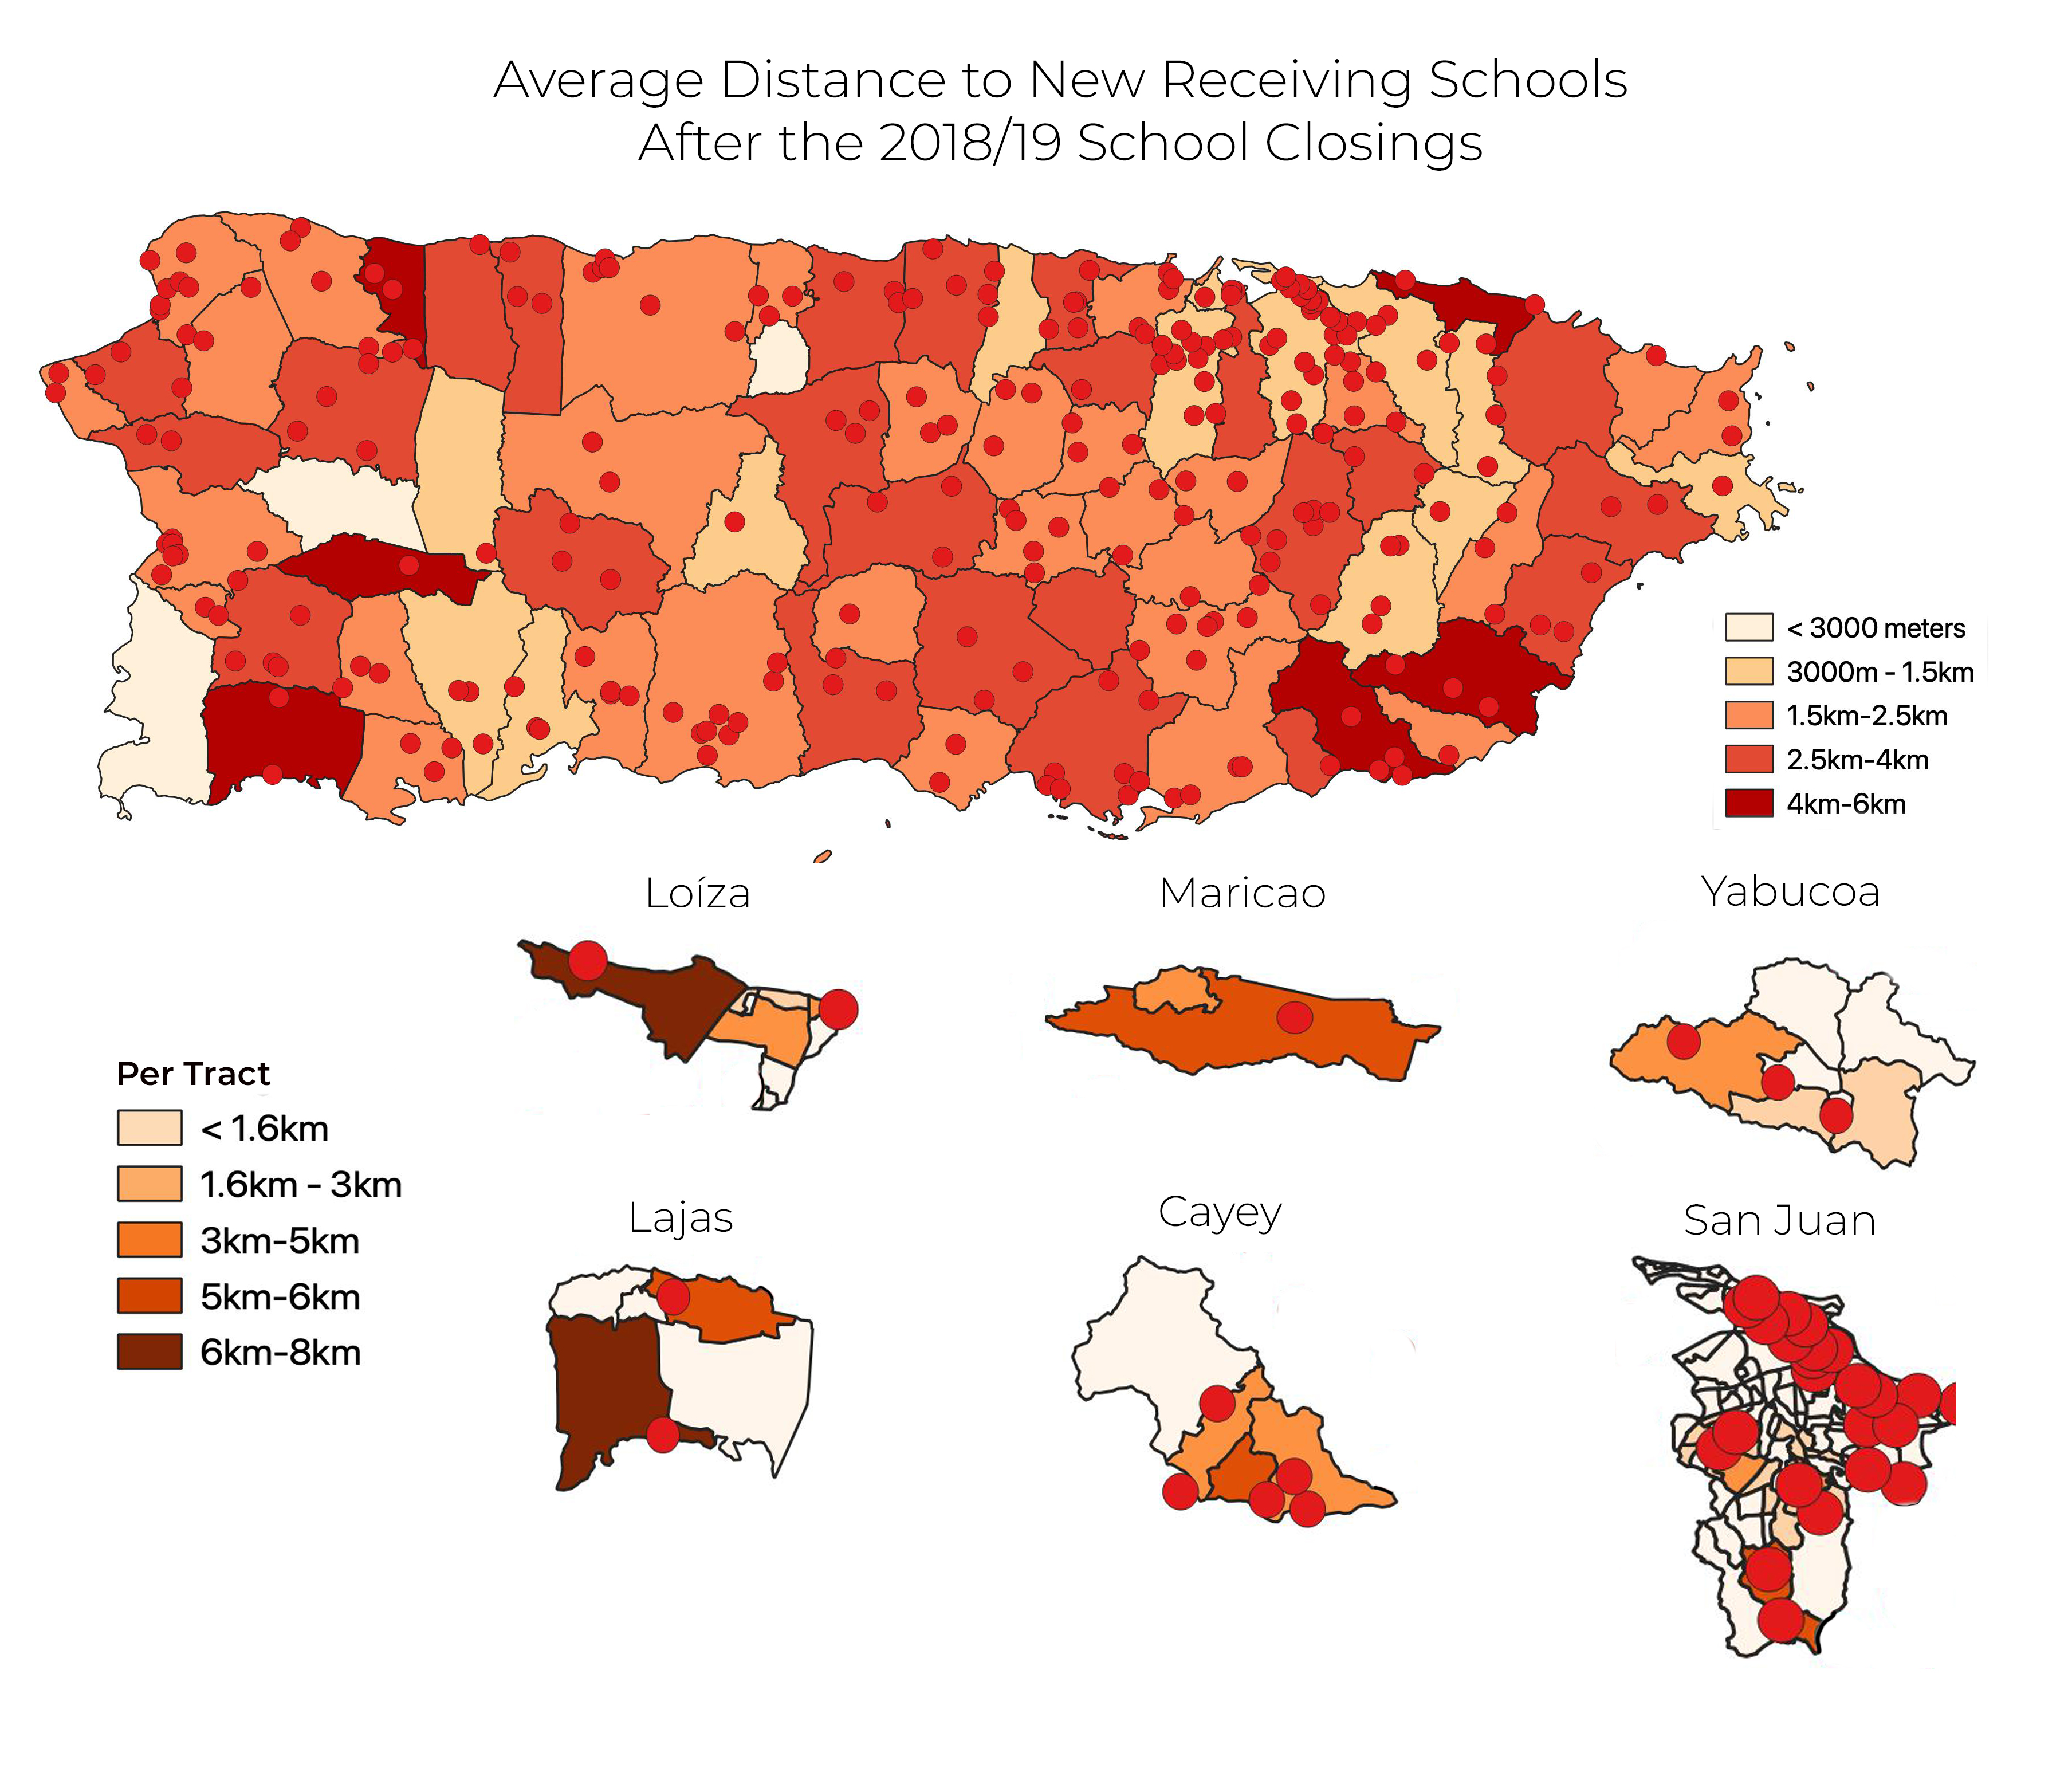 Average Distance to New Receiving Schools
After the 2018/19 School Closings
< 3000 meters
3000m - 1.5km
1.5km-2.5km
2.5km-4km
4km-6km
Loíza
Maricao
Yabucoa
Per Tract
< 1.6km
1.6km - 3km
3km-5km
5km-6km
6km-8km
Lajas
Cayey
San Juan